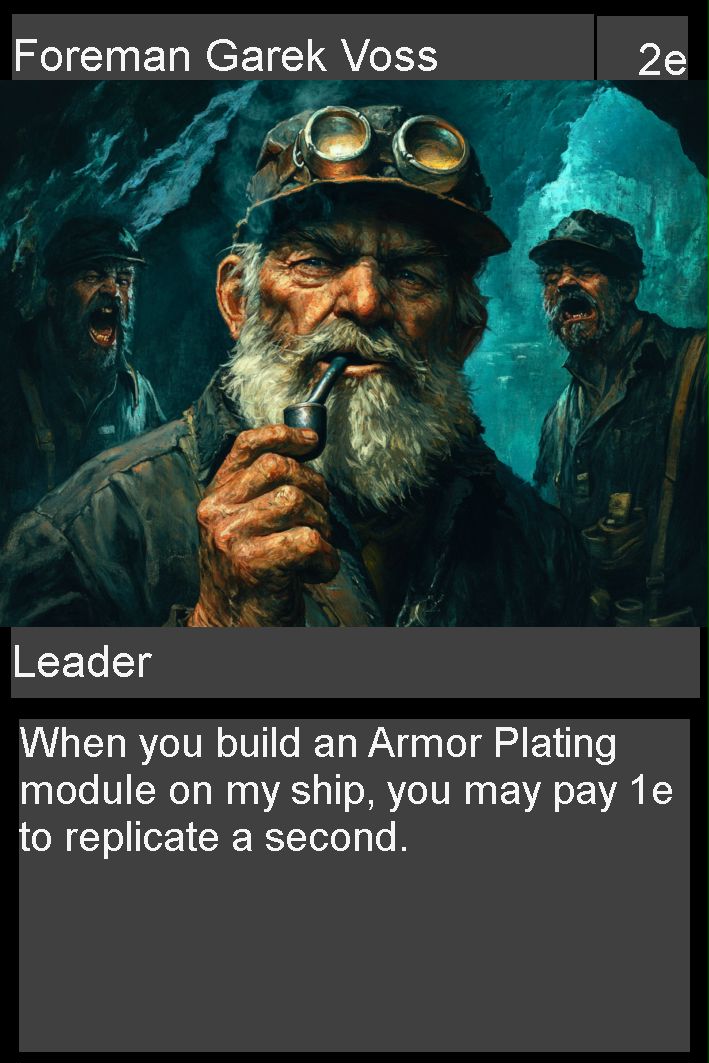 Foreman Garek Voss
2e
Leader
When you build an Armor Plating
module on my ship, you may pay 1e
to replicate a second.